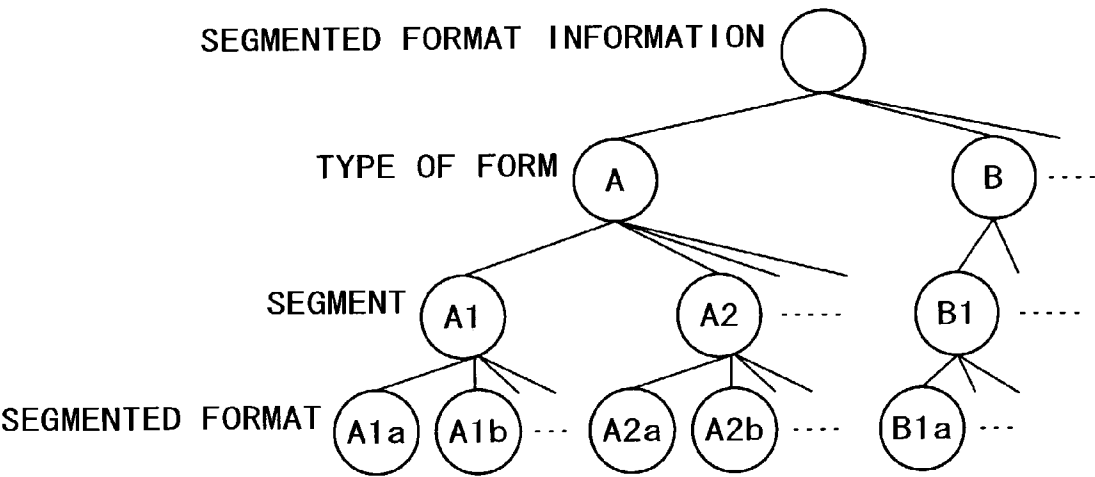 SEGMENTED FORMAT INFORMATION
TYPE OF FORM A B -----
SEGMENT A1 A2 ----- B1 -----
SEGMENTED FORMAT A1a A1b --- A2a A2b ---- B1a ---